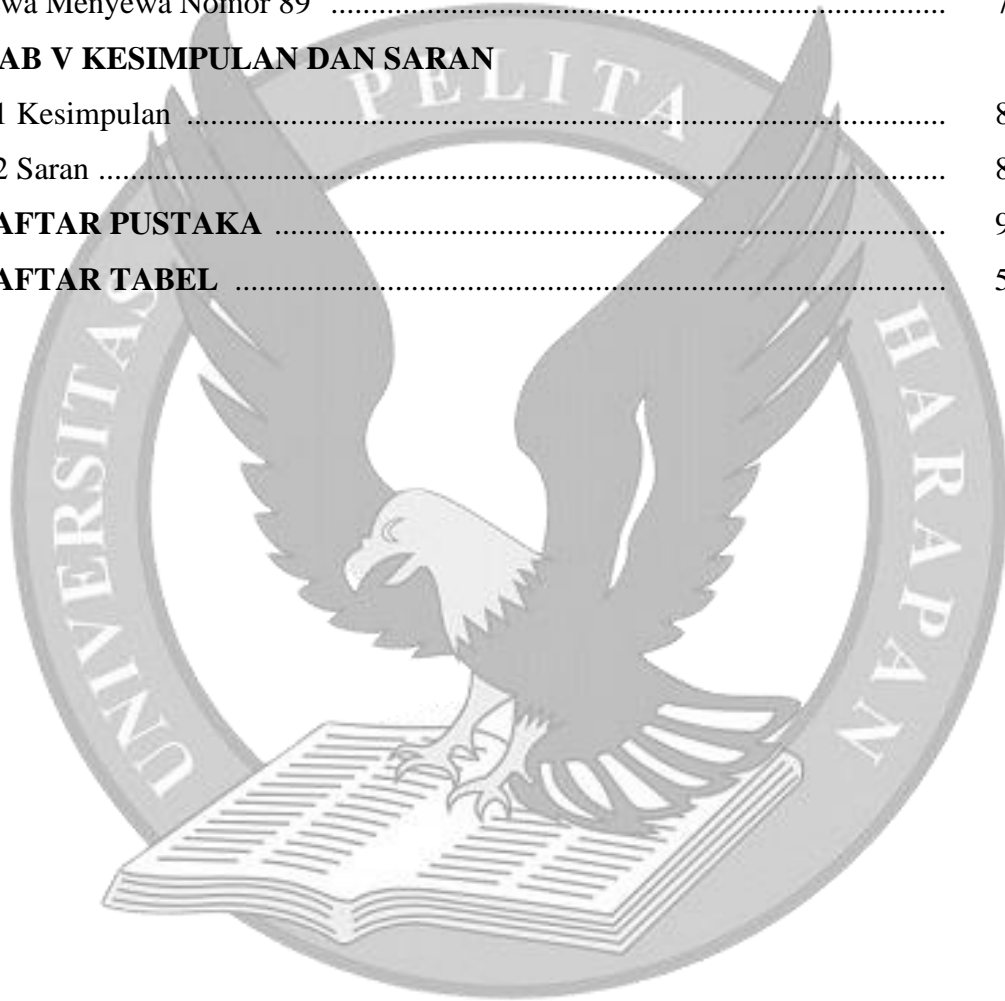 wa Menyewa Nomor 89 ........................................................................... 7
AB V KESIMPULAN DAN SARAN
1 Kesimpulan ............................................................................................. 8
2 Saran ........................................................................................................ 8
AFTAR PUSTAKA .................................................................................... 9
AFTAR TABEL ......................................................................................... 5
UNIVERSITAS PELITA HARAPAN